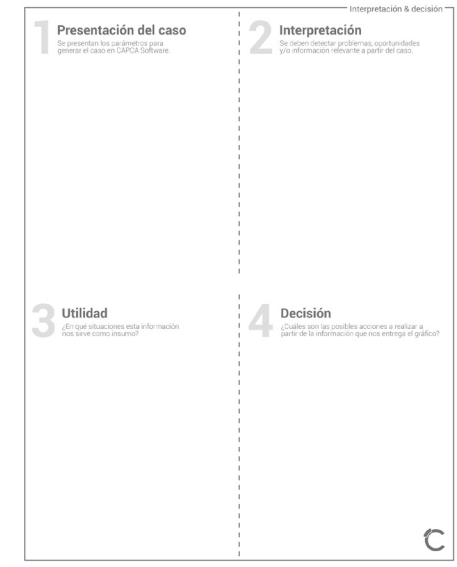 Interpretación & decisión
1 Presentación del caso
Se presentan los parámetros para
generar el caso en CAPCA Software.
2 Interpretación
Se deben detectar problemas, oportunidades
y/o información relevante a partir del caso.
3 Utilidad
¿En qué situaciones esta información
nos sirve como insumo?
4 Decisión
¿Cuáles son las posibles acciones a realizar a
partir de la información que nos entrega el gráfico?
C